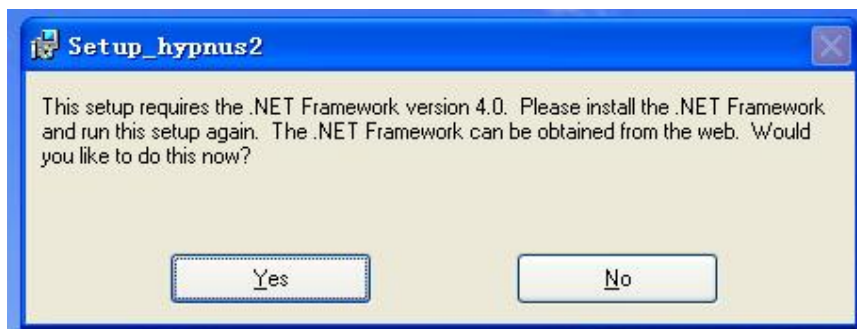 Setup_hypnus2
This setup requires the .NET Framework version 4.0.  Please install the .NET Framework
and run this setup again.  The .NET Framework can be obtained from the web.  Would
you like to do this now?
Yes
No